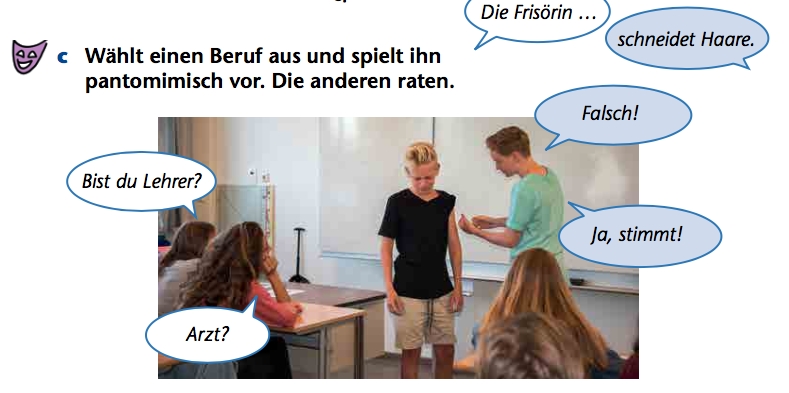 Die Frisörin …
schneidet Haare.
c Wählt einen Beruf aus und spielt ihn
pantomimisch vor. Die anderen raten.
Falsch!
Bist du Lehrer?
Ja, stimmt!
Arzt?